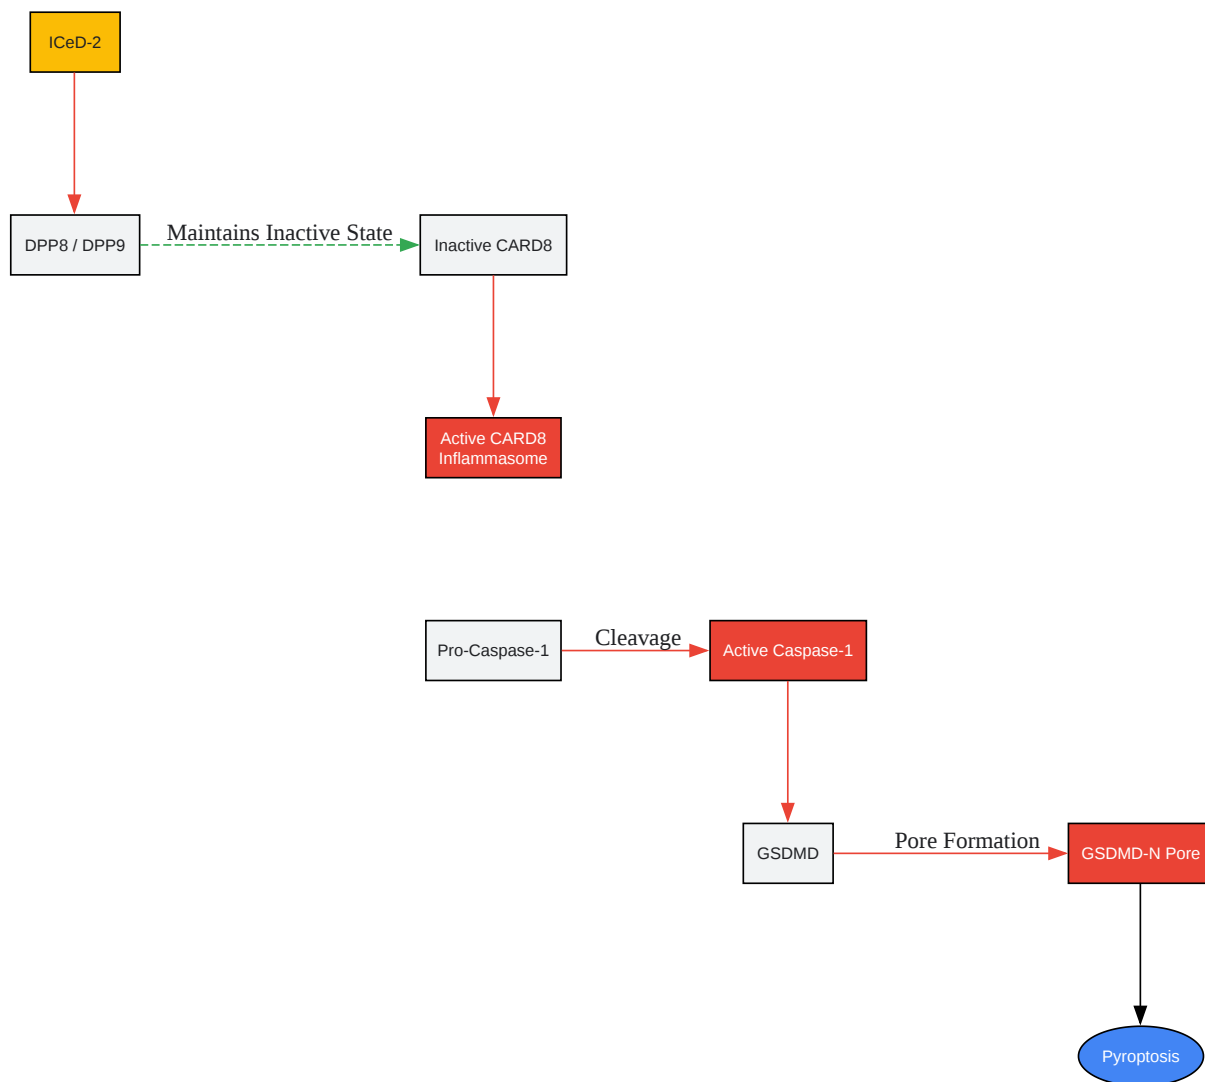 ICeD-2
DPP8 / DPP9
Maintains Inactive State
Inactive CARD8
Active CARD8
Inflammasome
Pro-Caspase-1
Cleavage
Active Caspase-1
GSDMD
Pore Formation
GSDMD-N Pore
Pyroptosis